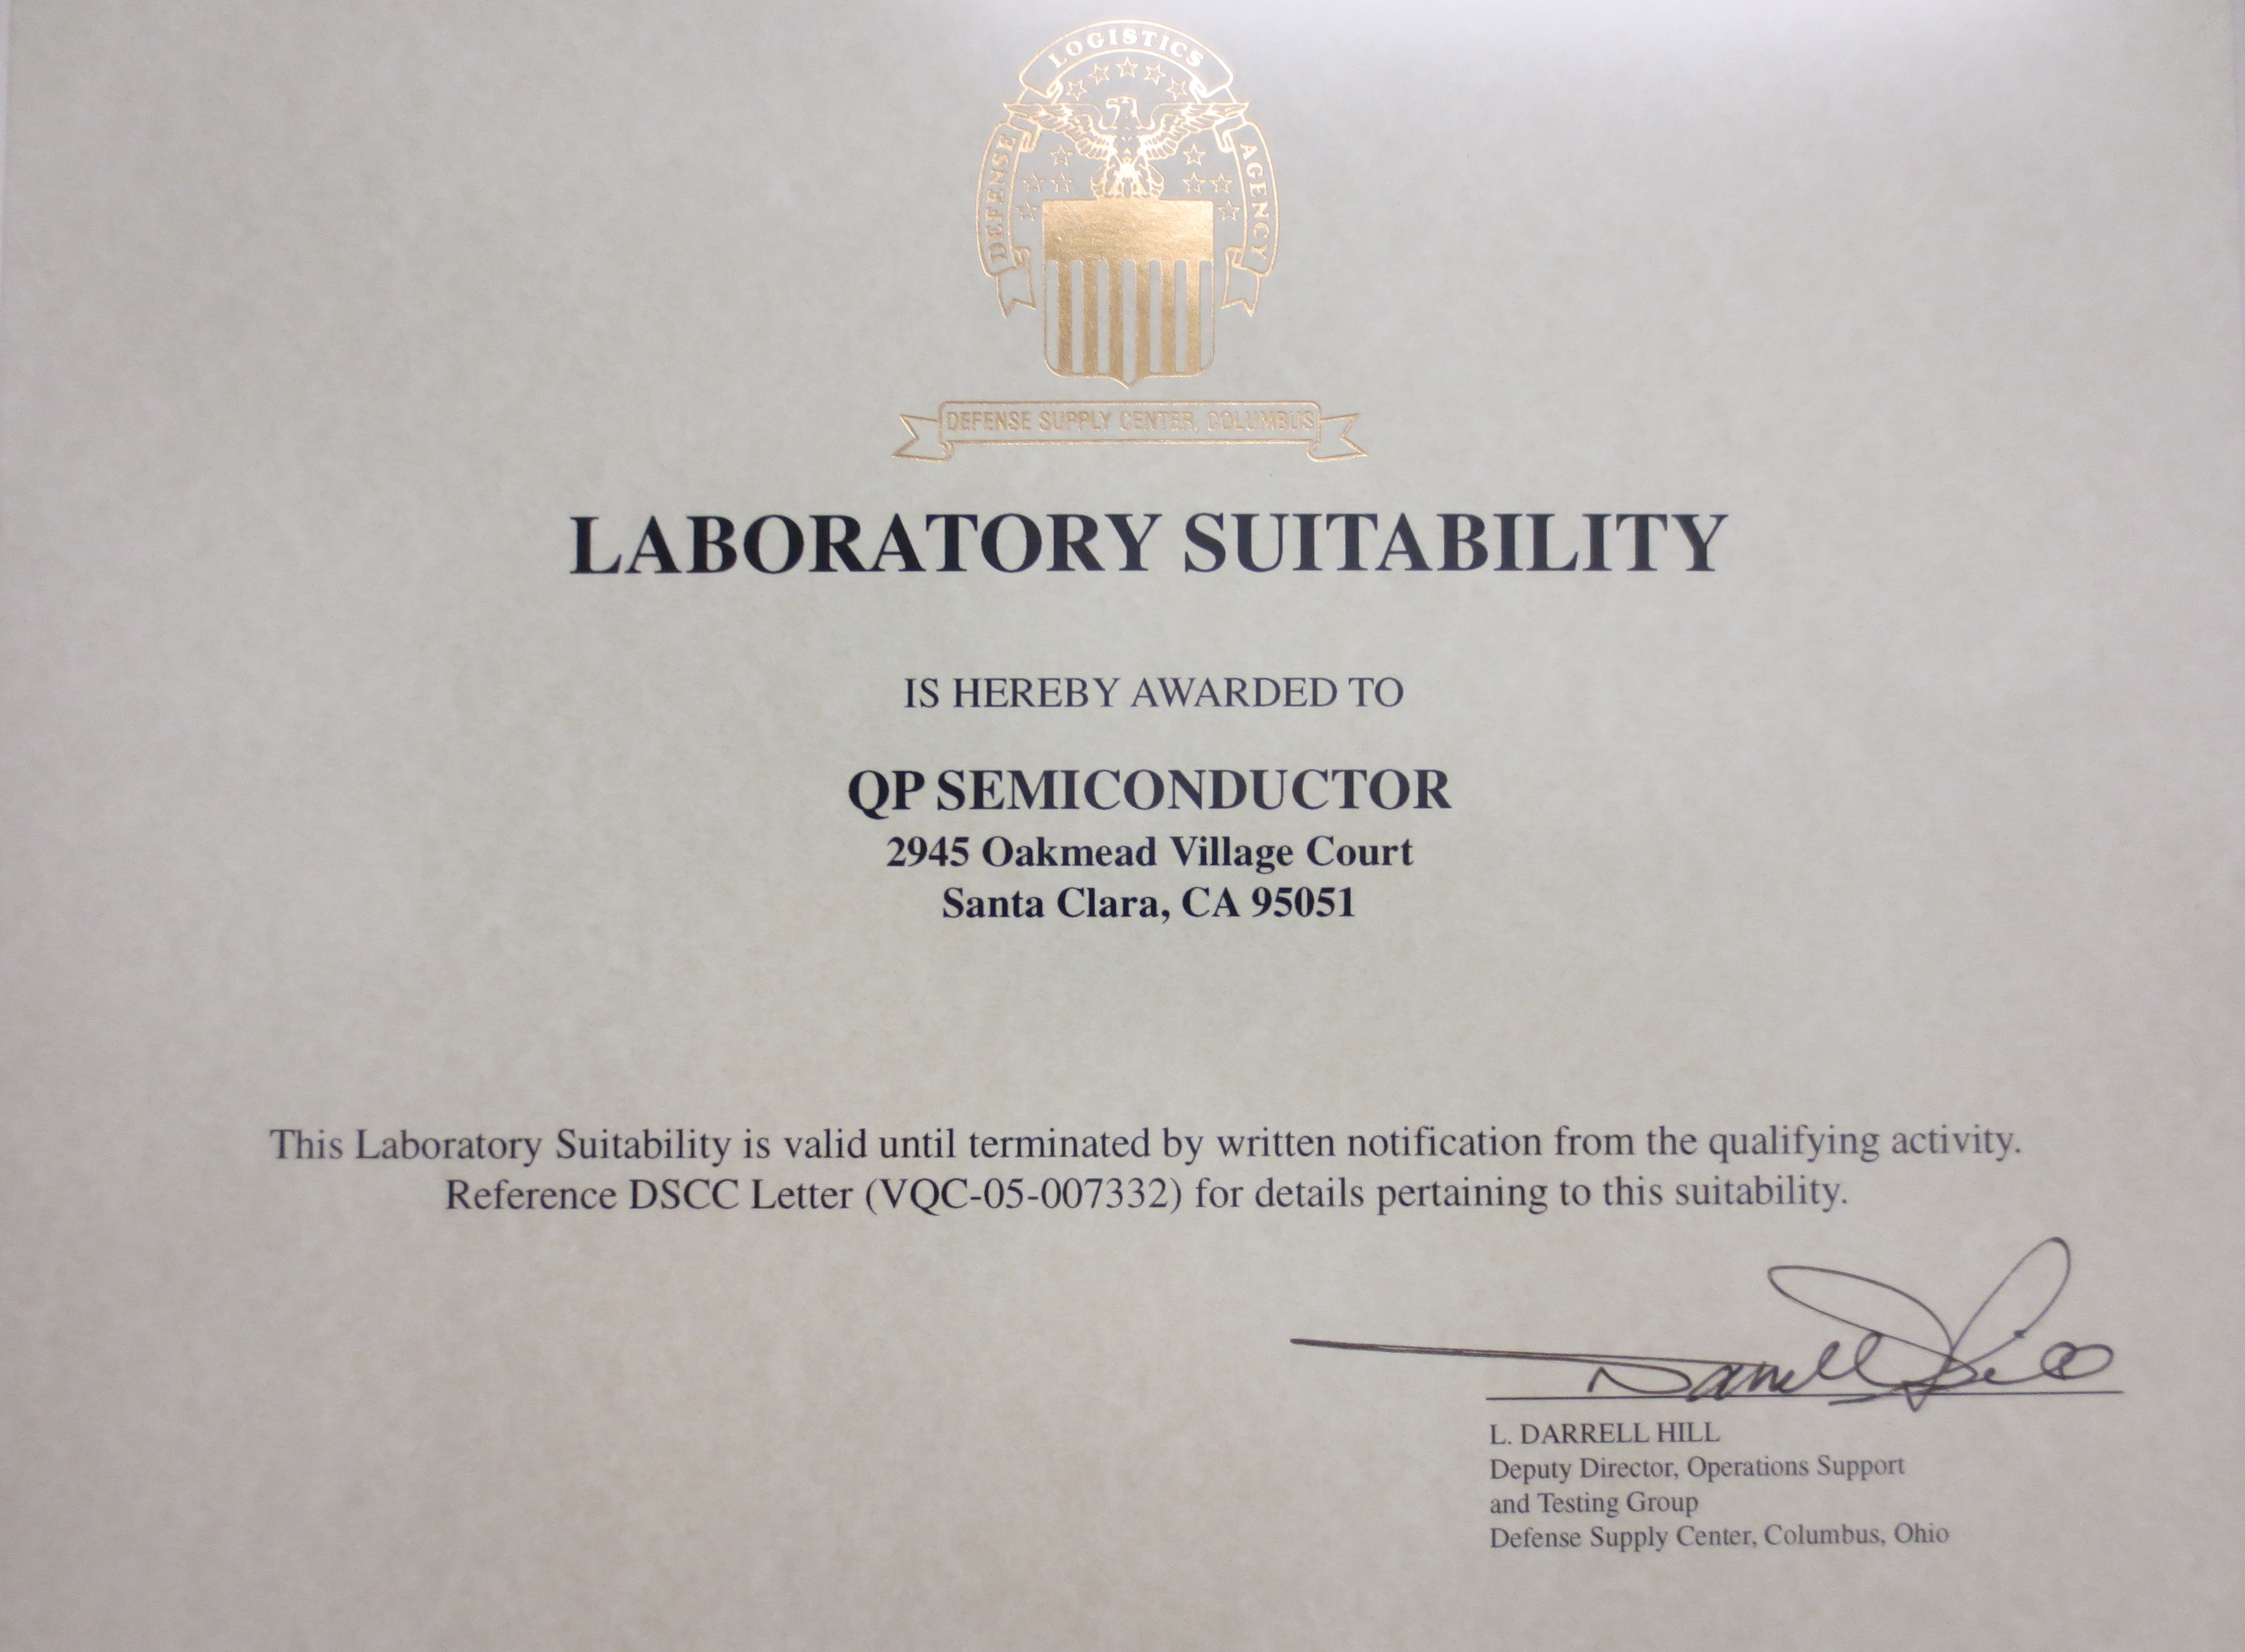 LOGISTICS
DEFENSE
AGENCY
DEFENSE SUPPLY CENTER, COLUMBUS
LABORATORY SUITABILITY
IS HEREBY AWARDED TO
QP SEMICONDUCTOR
2945 Oakmead Village Court
Santa Clara, CA 95051
This Laboratory Suitability is valid until terminated by written notification from the qualifying activity.
Reference DSCC Letter (VQC-05-007332) for details pertaining to this suitability.
Darrell Hill
L. DARRELL HILL
Deputy Director, Operations Support
and Testing Group
Defense Supply Center, Columbus, Ohio